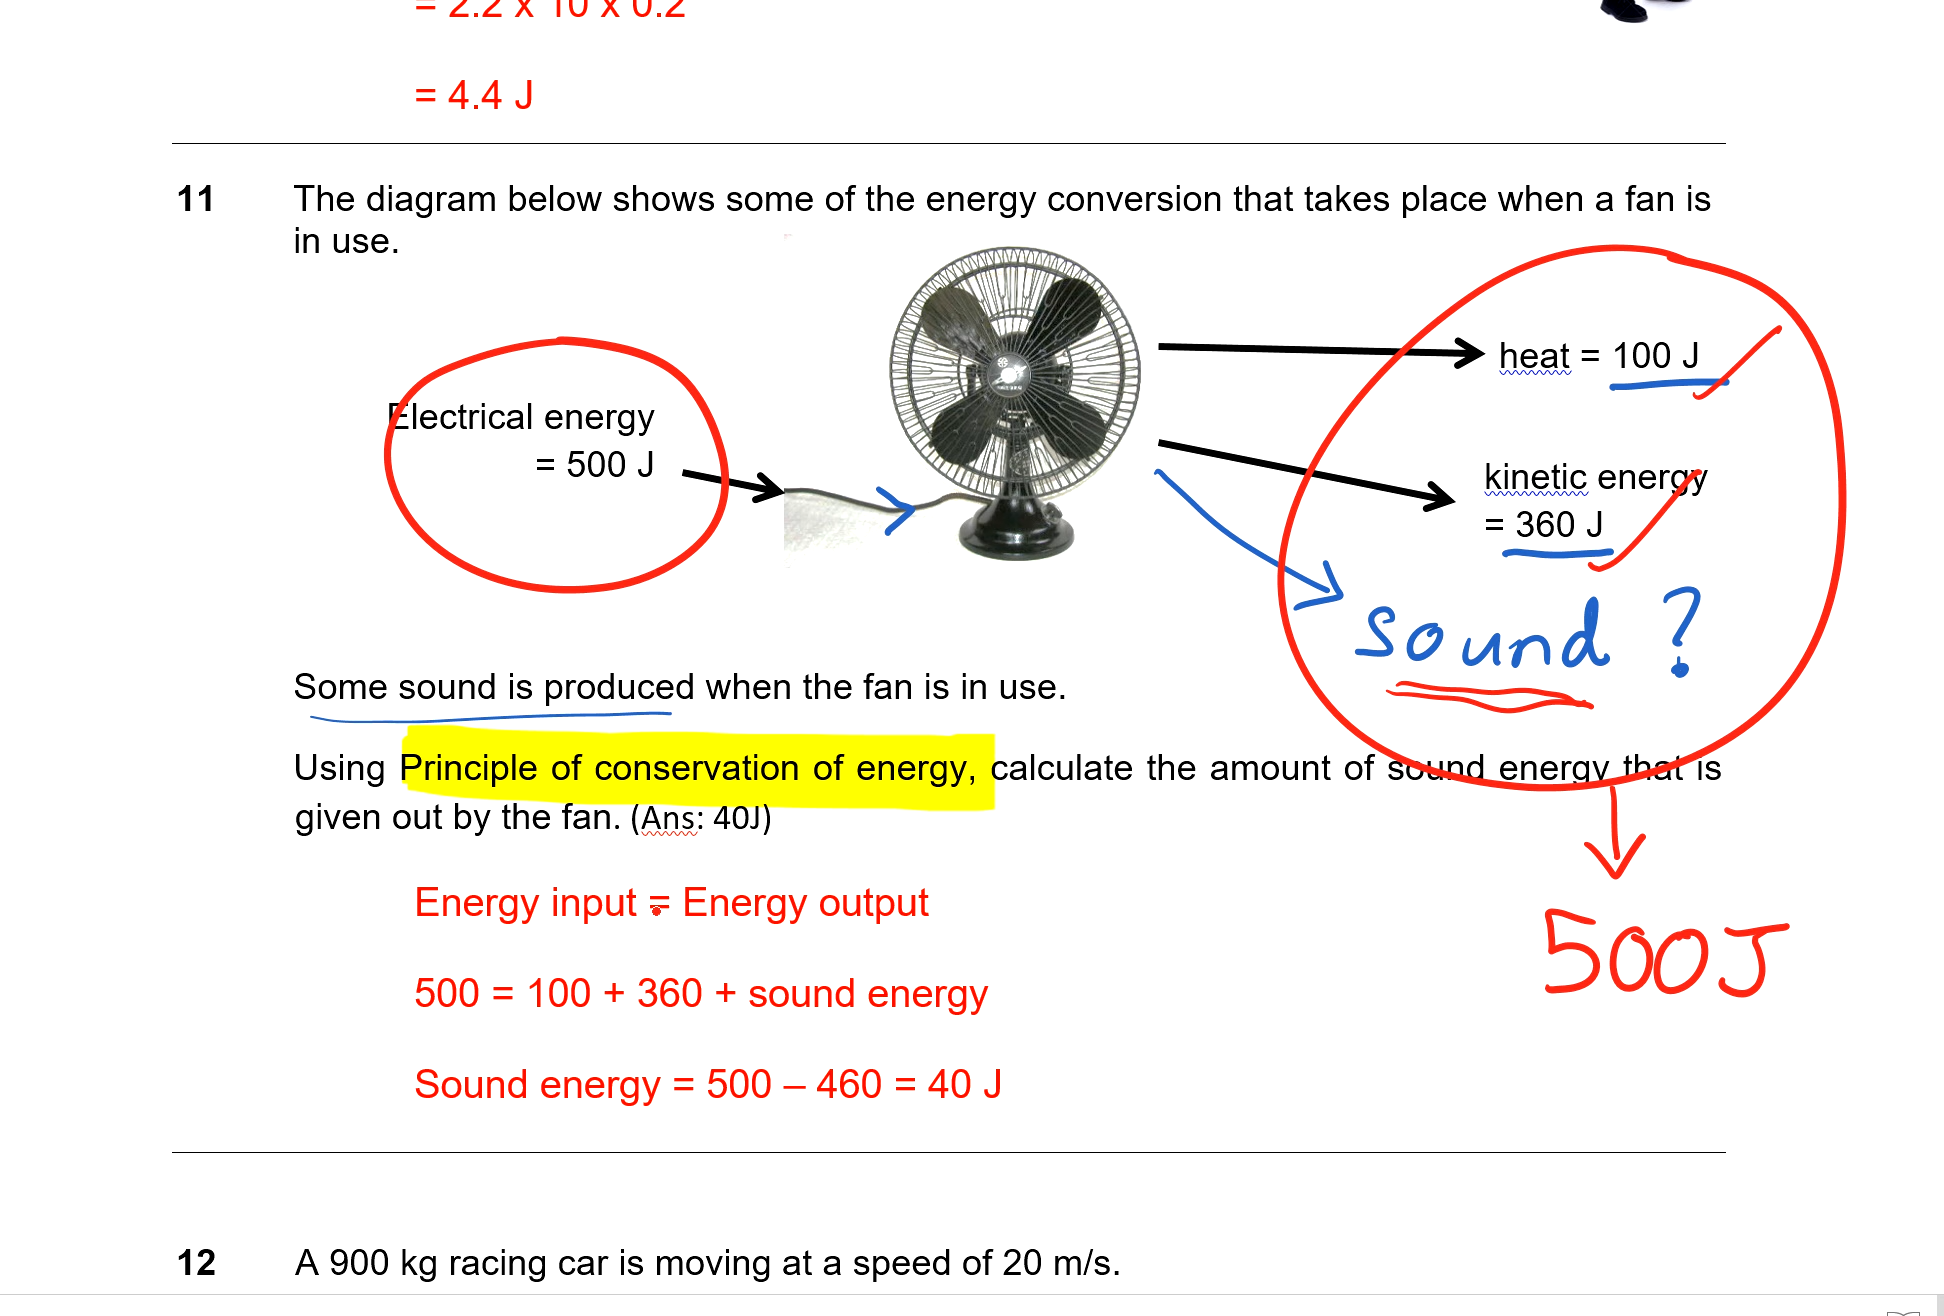 = 2.2 x 10 x 0.2
= 4.4 J
11 The diagram below shows some of the energy conversion that takes place when a fan is
in use.
Electrical energy
= 500 J
heat = 100 J
kinetic energy
= 360 J
sound ?
Some sound is produced when the fan is in use.
Using Principle of conservation of energy, calculate the amount of sound energy that is
given out by the fan. (Ans: 40J)
Energy input = Energy output
500 = 100 + 360 + sound energy
Sound energy = 500 – 460 = 40 J
500J
12 A 900 kg racing car is moving at a speed of 20 m/s.